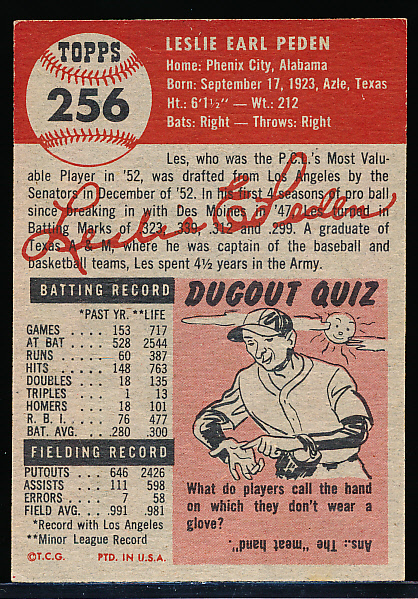 TOPPS
256
LESLIE EARL PEDEN
Home: Phenix City, Alabama
Born: September 17, 1923, Azle, Texas
Ht.: 6'1½" — Wt.: 212
Bats: Right — Throws: Right
Les, who was the P.C.L.'s Most Valu-
able Player in '52, was drafted from Los Angeles by the
Senators in December of '52. In his first 4 seasons of pro ball
since breaking in with Des Moines in '47 Les turned in
Batting Marks of .323, .339, .312 and .299. A graduate of
Texas A & M, where he was captain of the baseball and
basketball teams, Les spent 4½ years in the Army.
Leslie E. Peden
BATTING RECORD
*PAST YR. **LIFE
GAMES 153 717
AT BAT 528 2544
RUNS 60 387
HITS 148 763
DOUBLES 18 135
TRIPLES 1 13
HOMERS 18 101
R. B. I. 76 477
BAT. AVG. .280 .300
FIELDING RECORD
PUTOUTS 646 2426
ASSISTS 111 598
ERRORS 7 58
FIELD AVG. .991 .981
*Record with Los Angeles
**Minor League Record
©T.C.G. PTD. IN U.S.A.
DUGOUT QUIZ
What do players call the hand
on which they don't wear a
glove?
Ans.: The "meat hand".